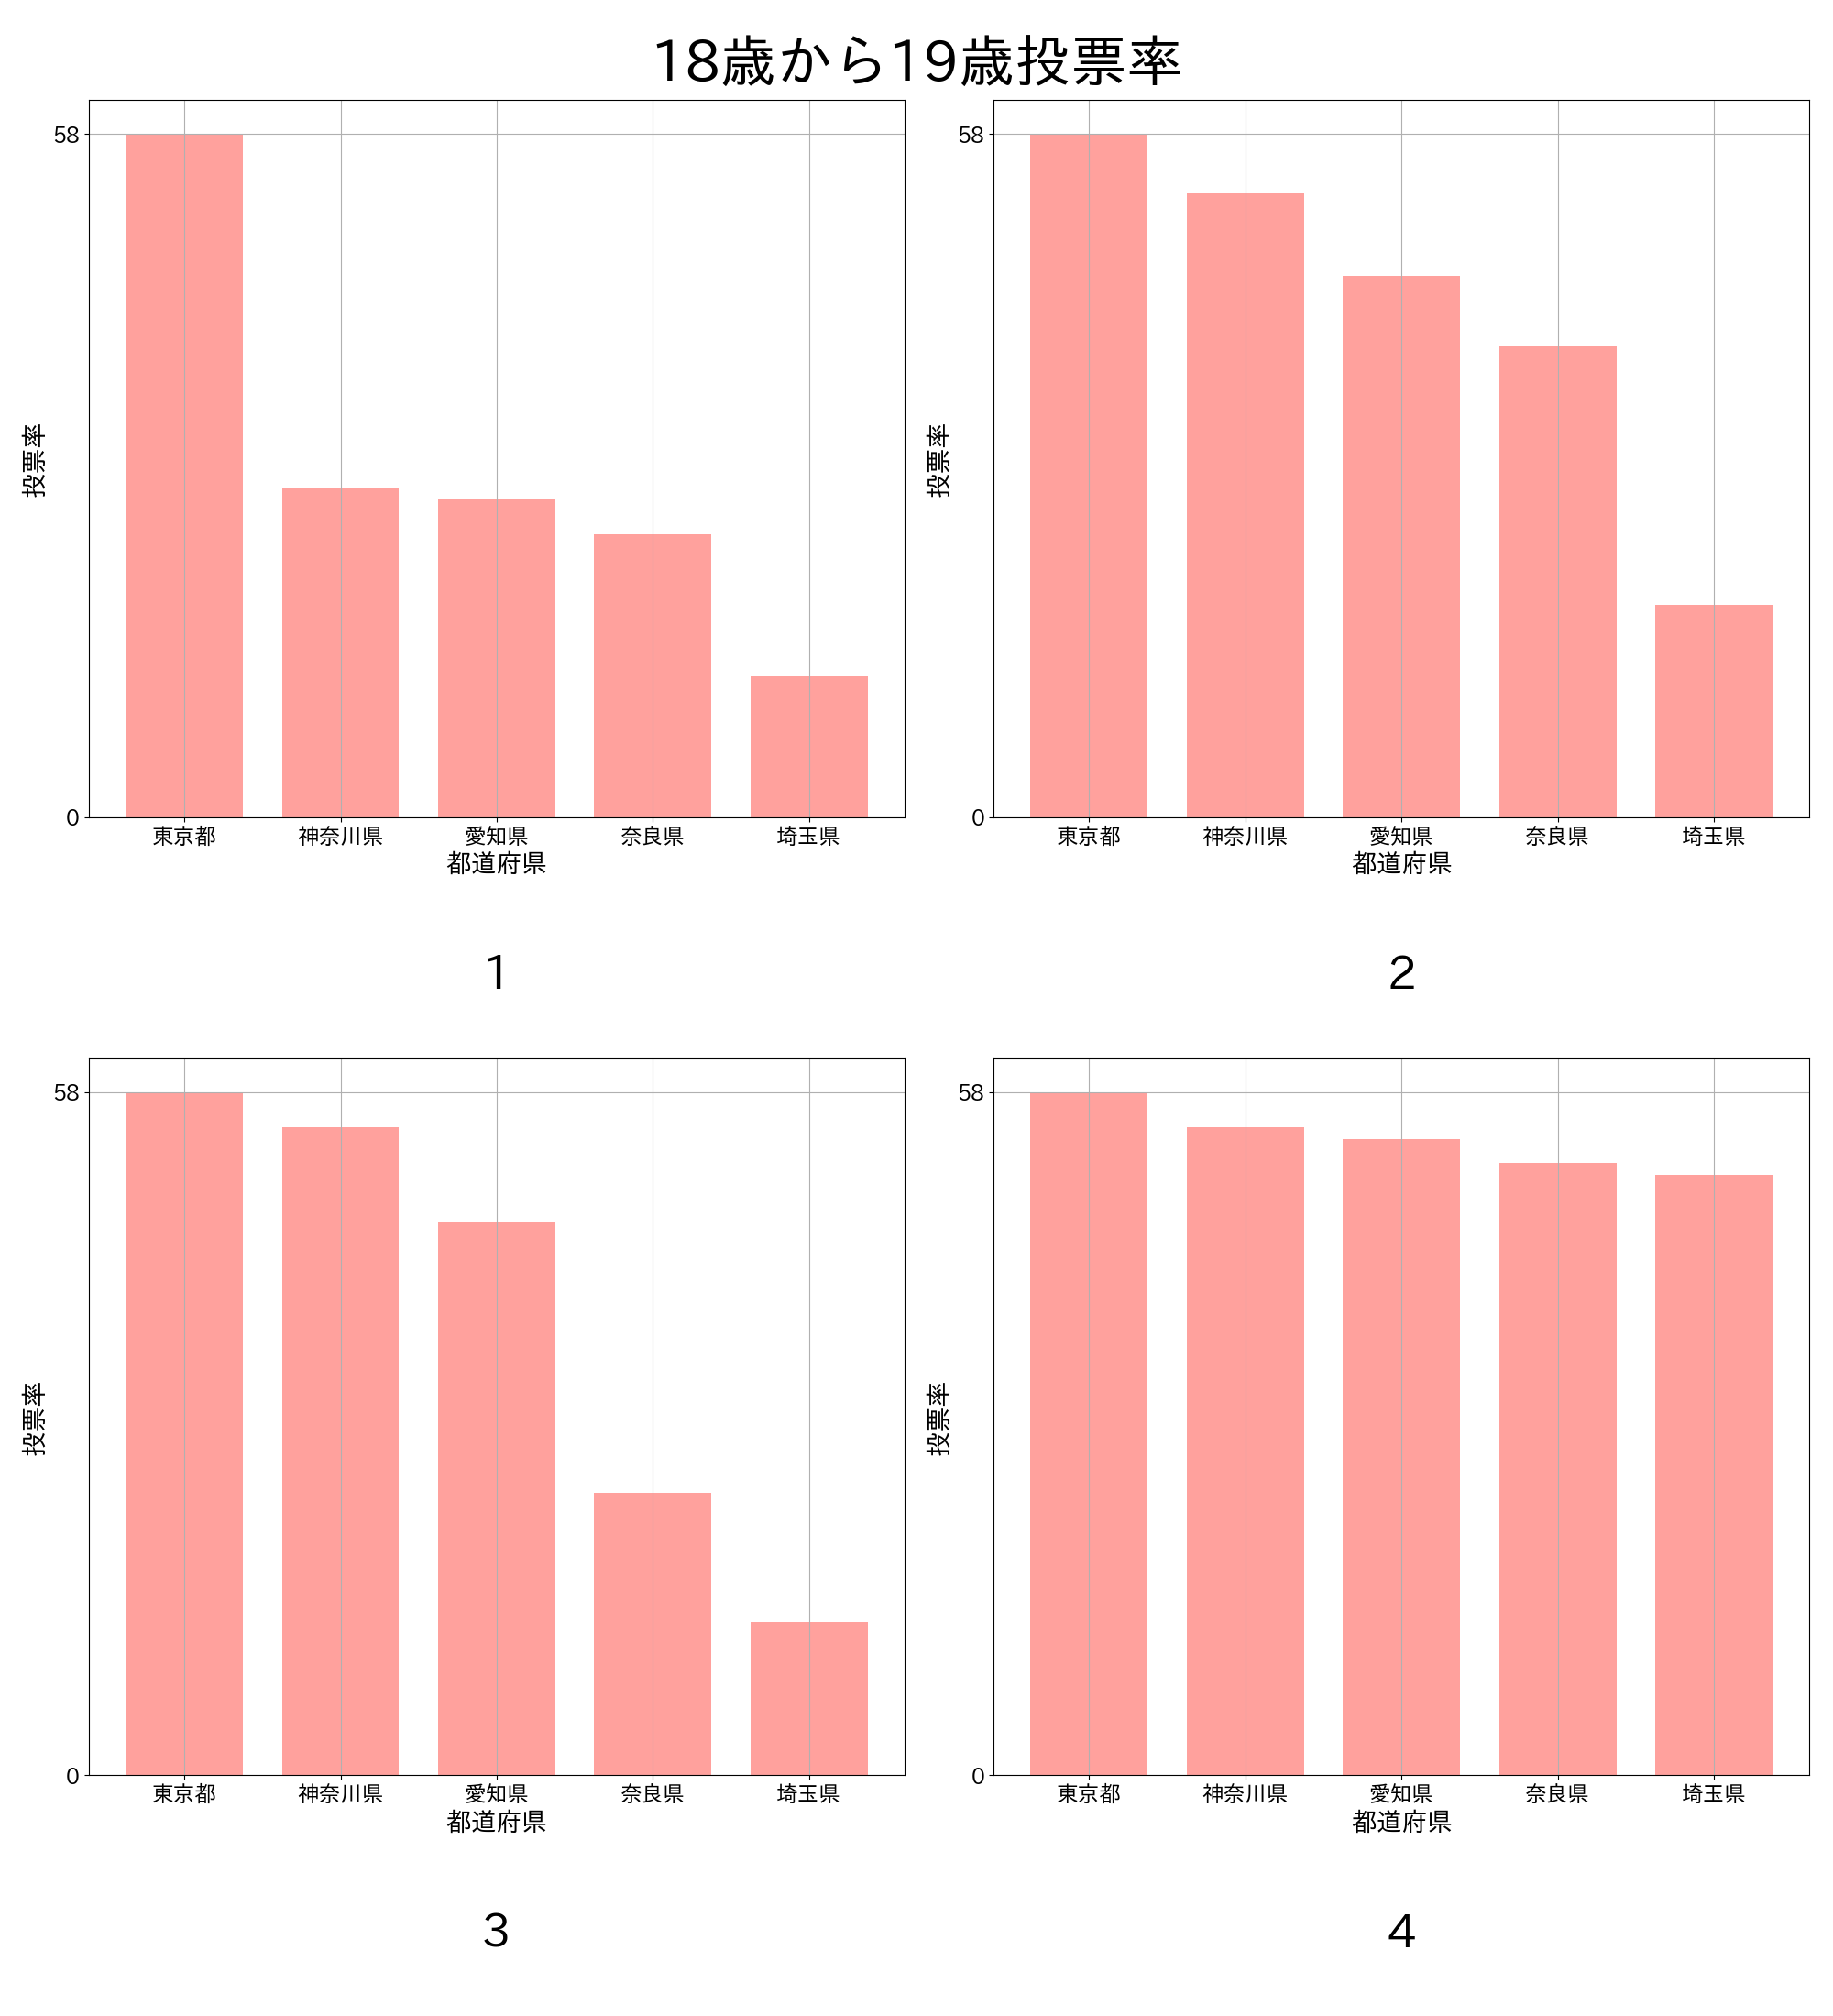 18歳から19歳投票率
58
0
投票率
東京都 神奈川県 愛知県 奈良県 埼玉県
都道府県
1
58
0
投票率
東京都 神奈川県 愛知県 奈良県 埼玉県
都道府県
2
58
0
投票率
東京都 神奈川県 愛知県 奈良県 埼玉県
都道府県
3
58
0
投票率
東京都 神奈川県 愛知県 奈良県 埼玉県
都道府県
4